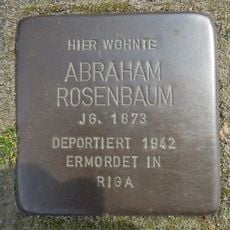 HIER WOHNTE
ABRAHAM
ROSENBAUM
JG. 1873
DEPORTIERT 1942
ERMORDET IN
RIGA